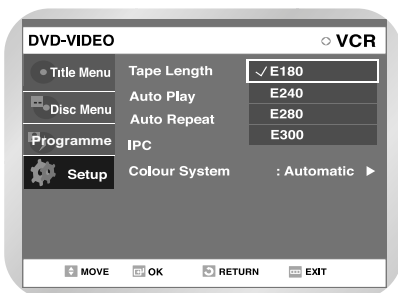 DVD-VIDEO VCR
Title Menu
Disc Menu
Programme
Setup
Tape Length ✓ E180
Auto Play E240
Auto Repeat E280
IPC E300
Colour System : Automatic ►
MOVE OK RETURN EXIT